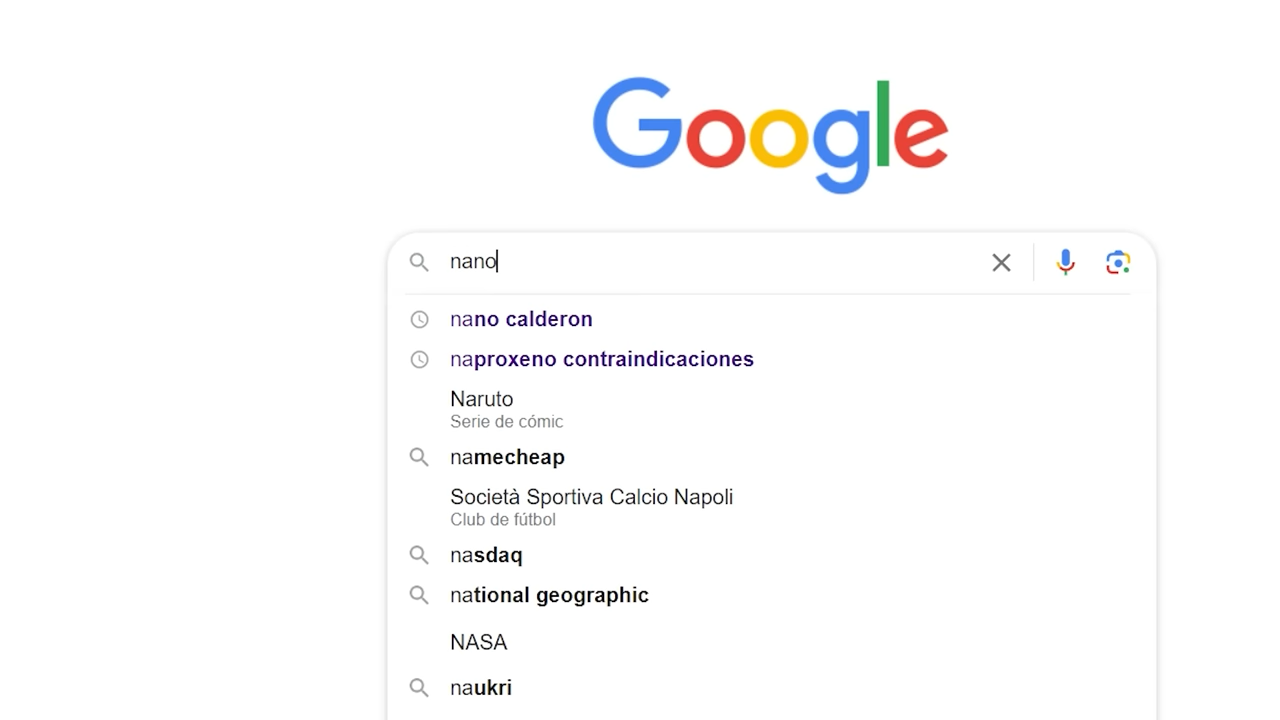 Google
nano
nano calderon
naproxeno contraindicaciones
Naruto
Serie de cómic
namecheap
Società Sportiva Calcio Napoli
Club de fútbol
nasdaq
national geographic
NASA
naukri